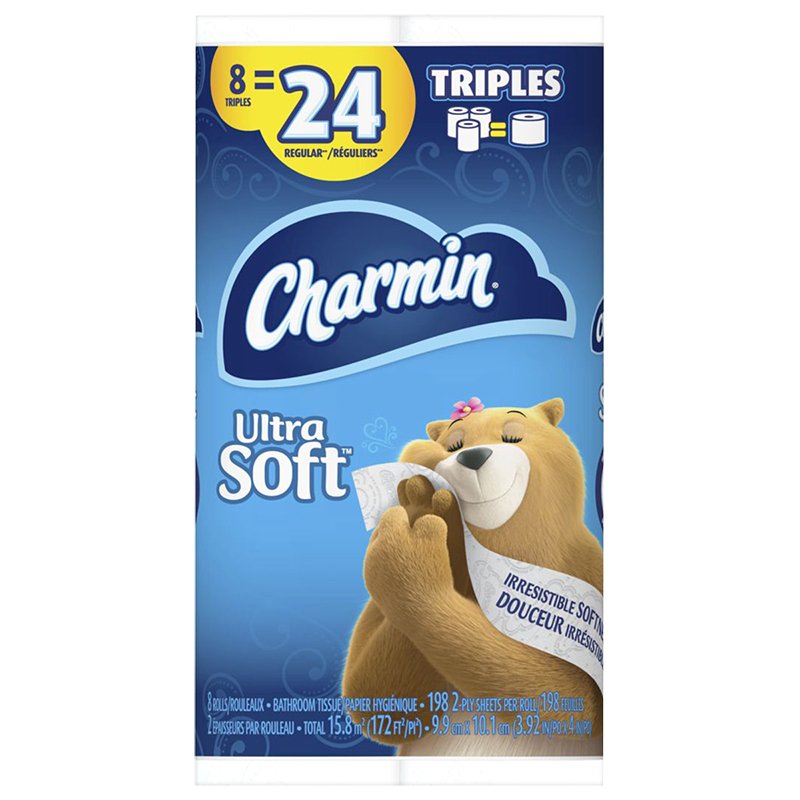 8 = 24
TRIPLES
REGULAR**/RÉGULIERS**
TRIPLES
=
Charmin®
Ultra
Soft™
IRRESISTIBLE
DOUCEUR
8 ROLLS/ROULEAUX • BATHROOM TISSUE/PAPIER HYGIÉNIQUE • 198 2-PLY SHEETS PER ROLL/198 FEUILLES
2 ÉPAISSEURS PAR ROULEAU • TOTAL 15.8 m² (172 FT²/PI²) • 9.9 cm X 10.1 cm (3.92 IN/PO X 4 IN/PO)